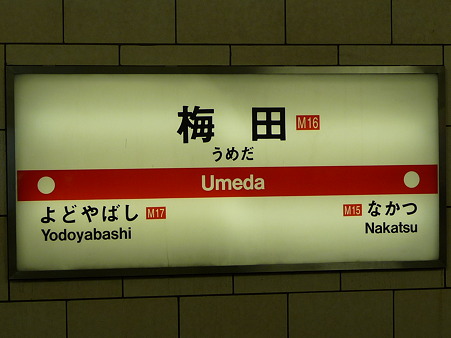 梅田 M16
うめだ
Umeda
よどやばし M17
Yodoyabashi
M15 なかつ
Nakatsu